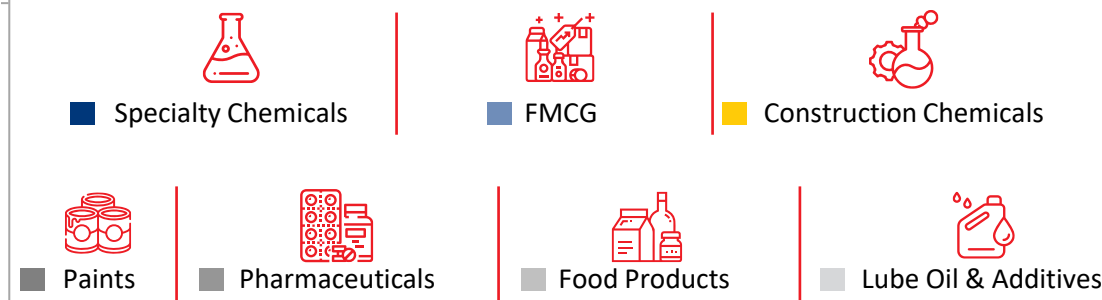 Specialty Chemicals
FMCG
Construction Chemicals
Paints
Pharmaceuticals
Food Products
Lube Oil & Additives